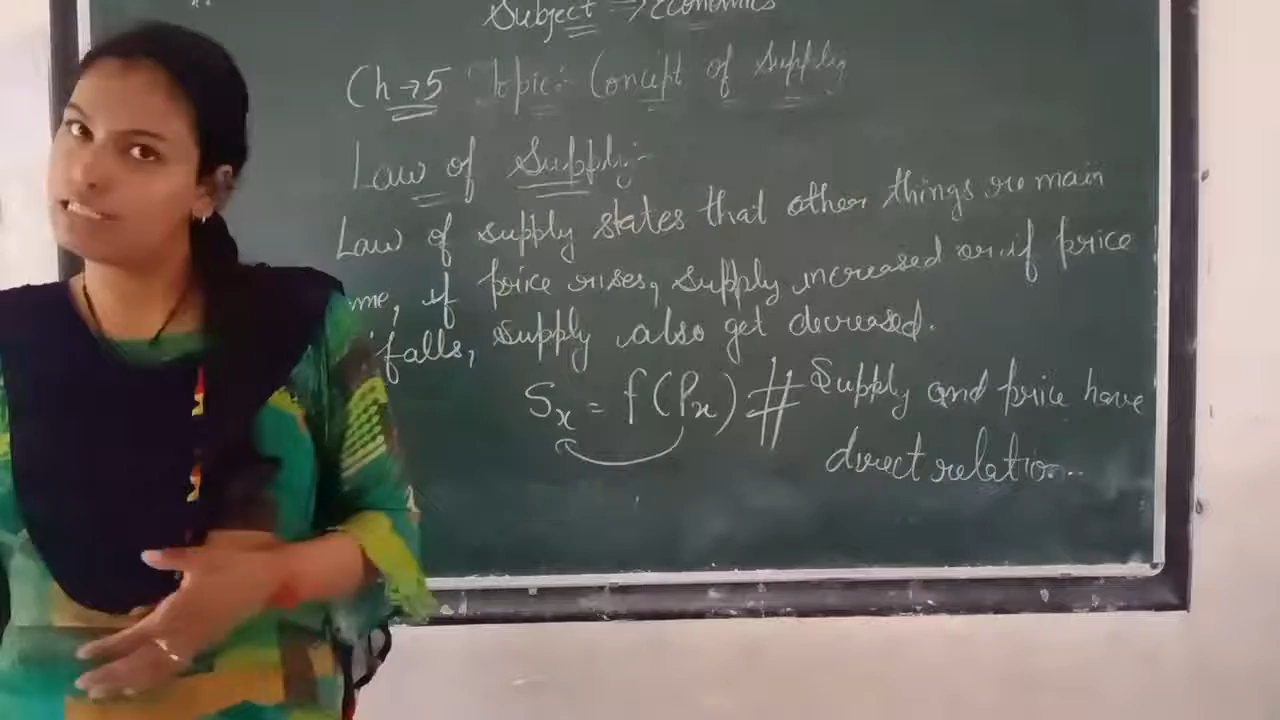 Subject → Economics
Ch → 5 Topic:- Concept of Supply
Law of Supply:-
Law of supply states that other things remain
me, if price rises, supply increased or if price
falls, supply also get decreased.
Sx = f(Px) # Supply and price have
direct relation..